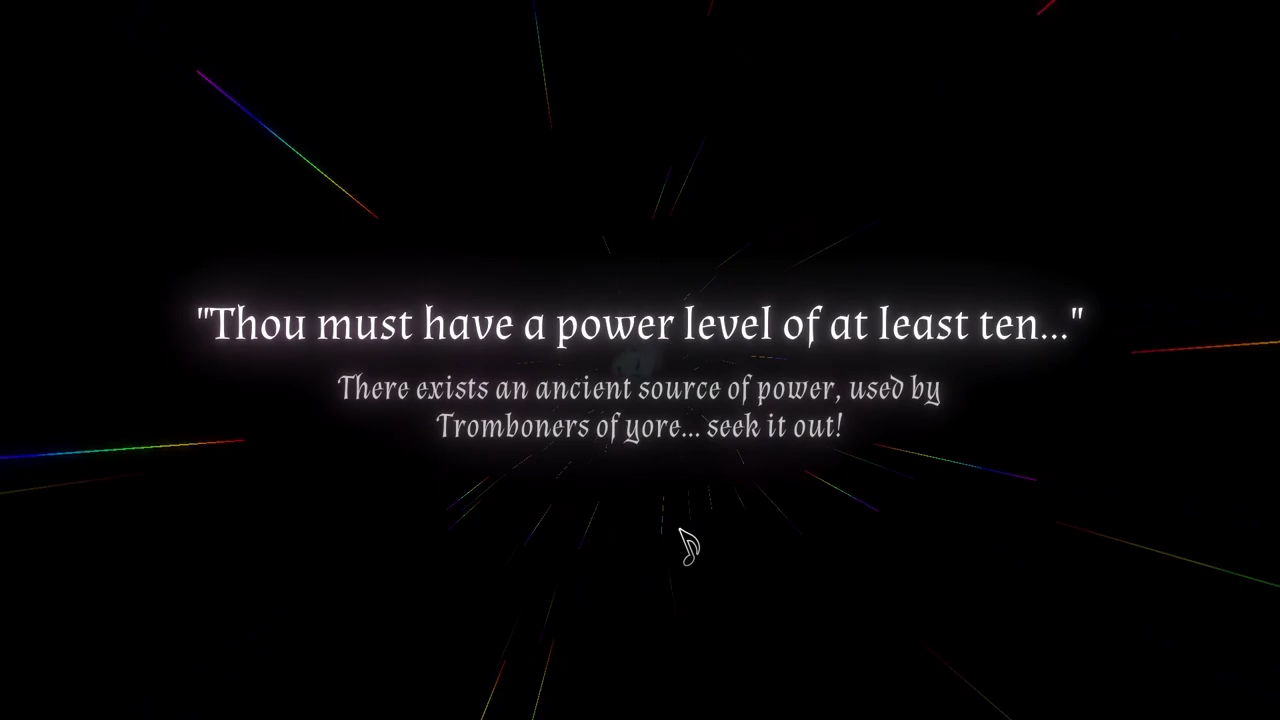 "Thou must have a power level of at least ten..."
There exists an ancient source of power, used by
Tromboners of yore... seek it out!